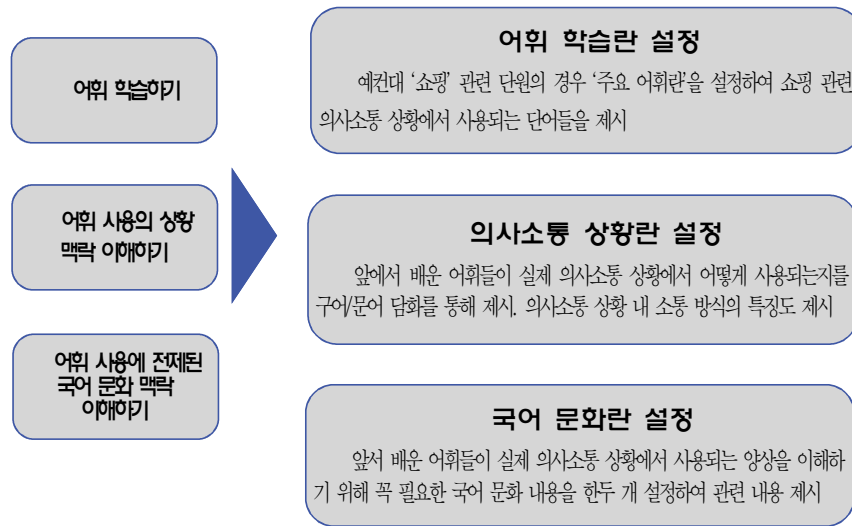 어휘 학습하기
어휘 학습란 설정
예컨대 ‘쇼핑’ 관련 단원의 경우 ‘주요 어휘란’을 설정하여 쇼핑 관련
의사소통 상황에서 사용되는 단어들을 제시
어휘 사용의 상황
맥락 이해하기
의사소통 상황란 설정
앞에서 배운 어휘들이 실제 의사소통 상황에서 어떻게 사용되는지를
구어/문어 담화를 통해 제시. 의사소통 상황 내 소통 방식의 특징도 제시
어휘 사용에 전제된
국어 문화 맥락
이해하기
국어 문화란 설정
앞서 배운 어휘들이 실제 의사소통 상황에서 사용되는 양상을 이해하
기 위해 꼭 필요한 국어 문화 내용을 한두 개 설정하여 관련 내용 제시